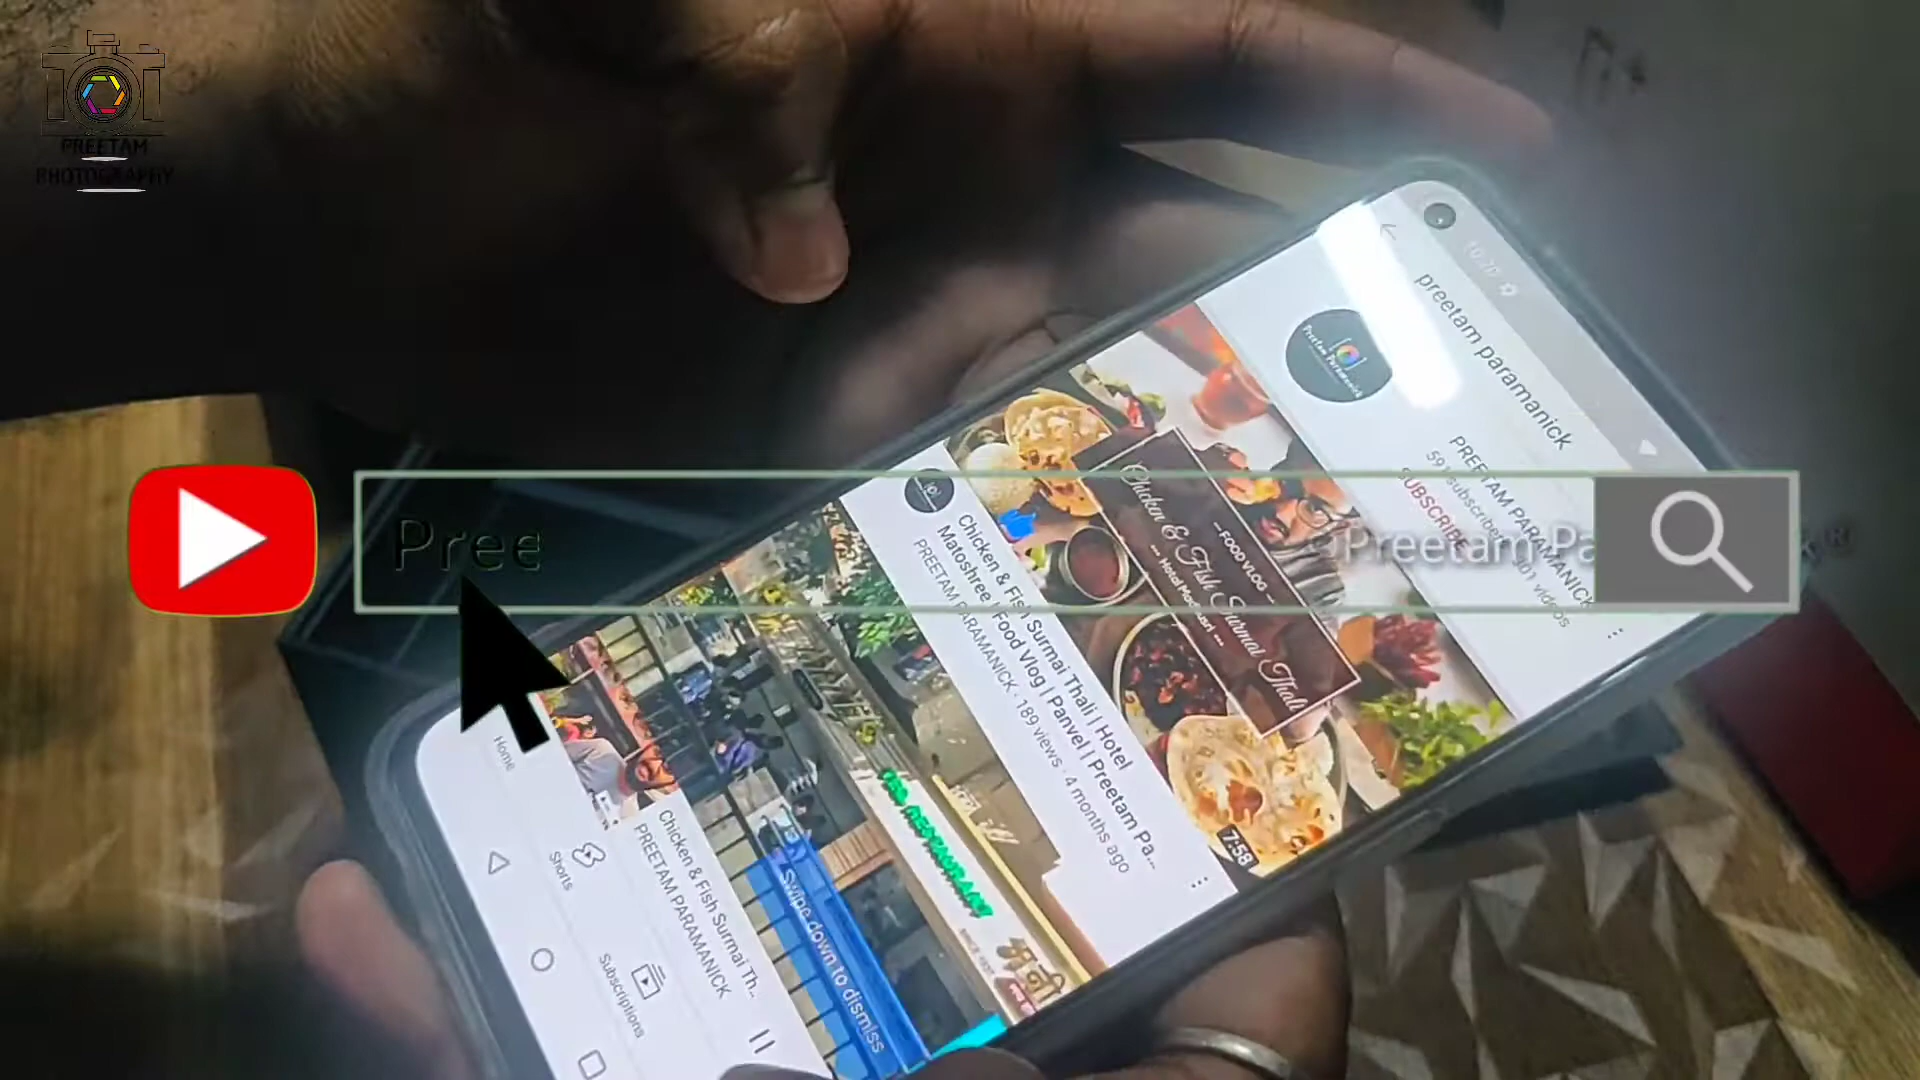 PREETAM
PHOTOGRAPHY
Pree
Preetam Pa
preetam paramanick
PREETAM PARAMANICK
SUBSCRIBE
Preetam Paramanick
FOOD VLOG
Chicken & Fish Surmai Thali
7:58
Chicken & Fish Surmai Thali | Hotel
Matoshree | Food Vlog | Panvel | Preetam Pa...
PREETAM PARAMANICK · 189 views · 4 months ago
Swipe down to dismiss
Chicken & Fish Surmai Th..
PREETAM PARAMANICK
Home
Shorts
Subscriptions